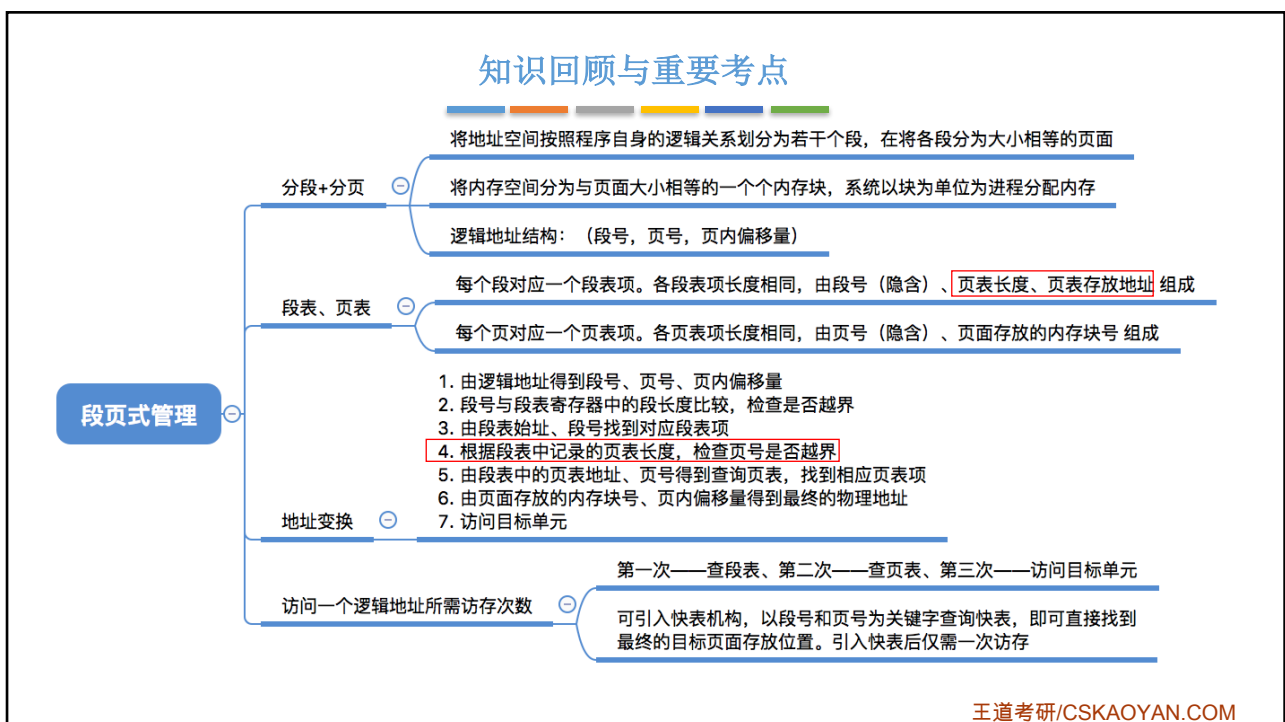 知识回顾与重要考点
将地址空间按照程序自身的逻辑关系划分为若干个段，在将各段分为大小相等的页面
分段+分页
将内存空间分为与页面大小相等的一个个内存块，系统以块为单位为进程分配内存
逻辑地址结构：（段号，页号，页内偏移量）
每个段对应一个段表项。各段表项长度相同，由段号（隐含）、页表长度、页表存放地址 组成
段表、页表
每个页对应一个页表项。各页表项长度相同，由页号（隐含）、页面存放的内存块号 组成
段页式管理
1. 由逻辑地址得到段号、页号、页内偏移量
2. 段号与段表寄存器中的段长度比较，检查是否越界
3. 由段表始址、段号找到对应段表项
4. 根据段表中记录的页表长度，检查页号是否越界
5. 由段表中的页表地址、页号得到查询页表，找到相应页表项
6. 由页面存放的内存块号、页内偏移量得到最终的物理地址
7. 访问目标单元
地址变换
第一次——查段表、第二次——查页表、第三次——访问目标单元
访问一个逻辑地址所需访存次数
可引入快表机构，以段号和页号为关键字查询快表，即可直接找到
最终的目标页面存放位置。引入快表后仅需一次访存
王道考研/CSKAOYAN.COM